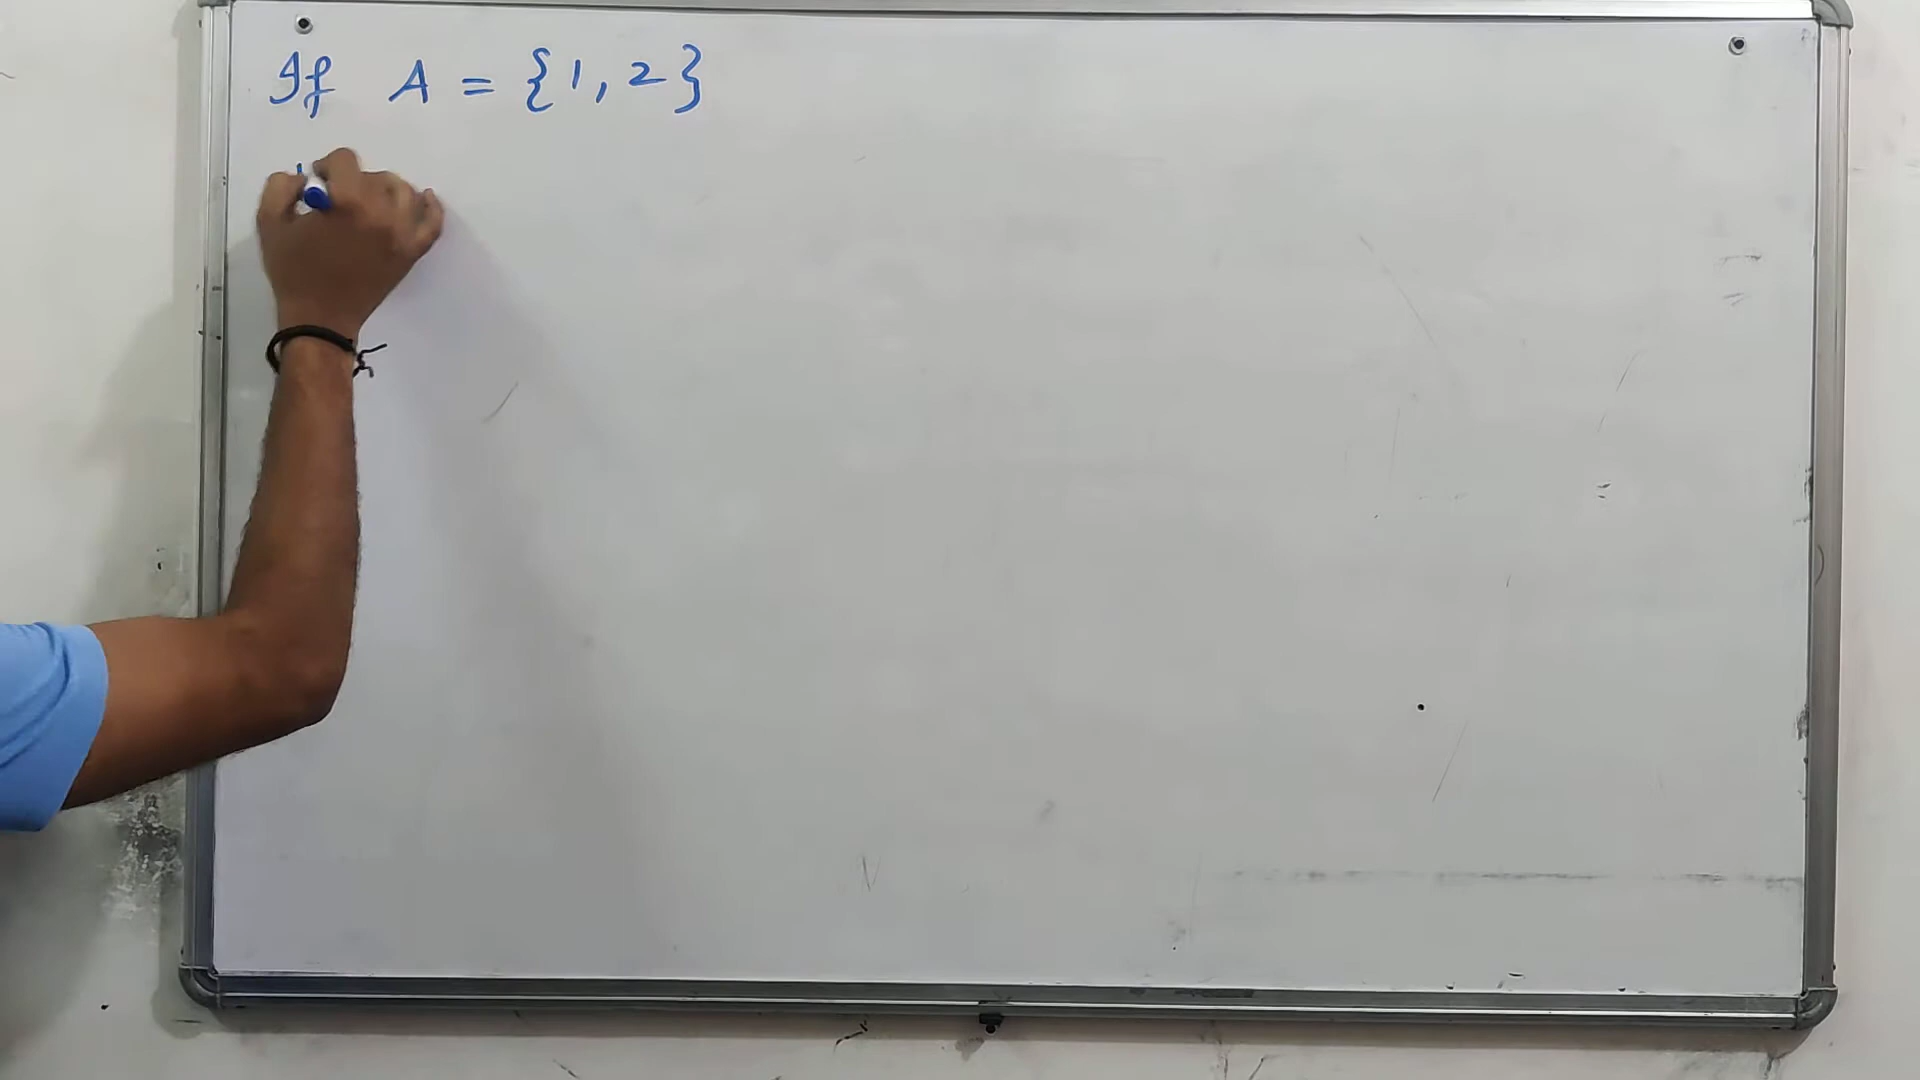 If A = {1, 2}